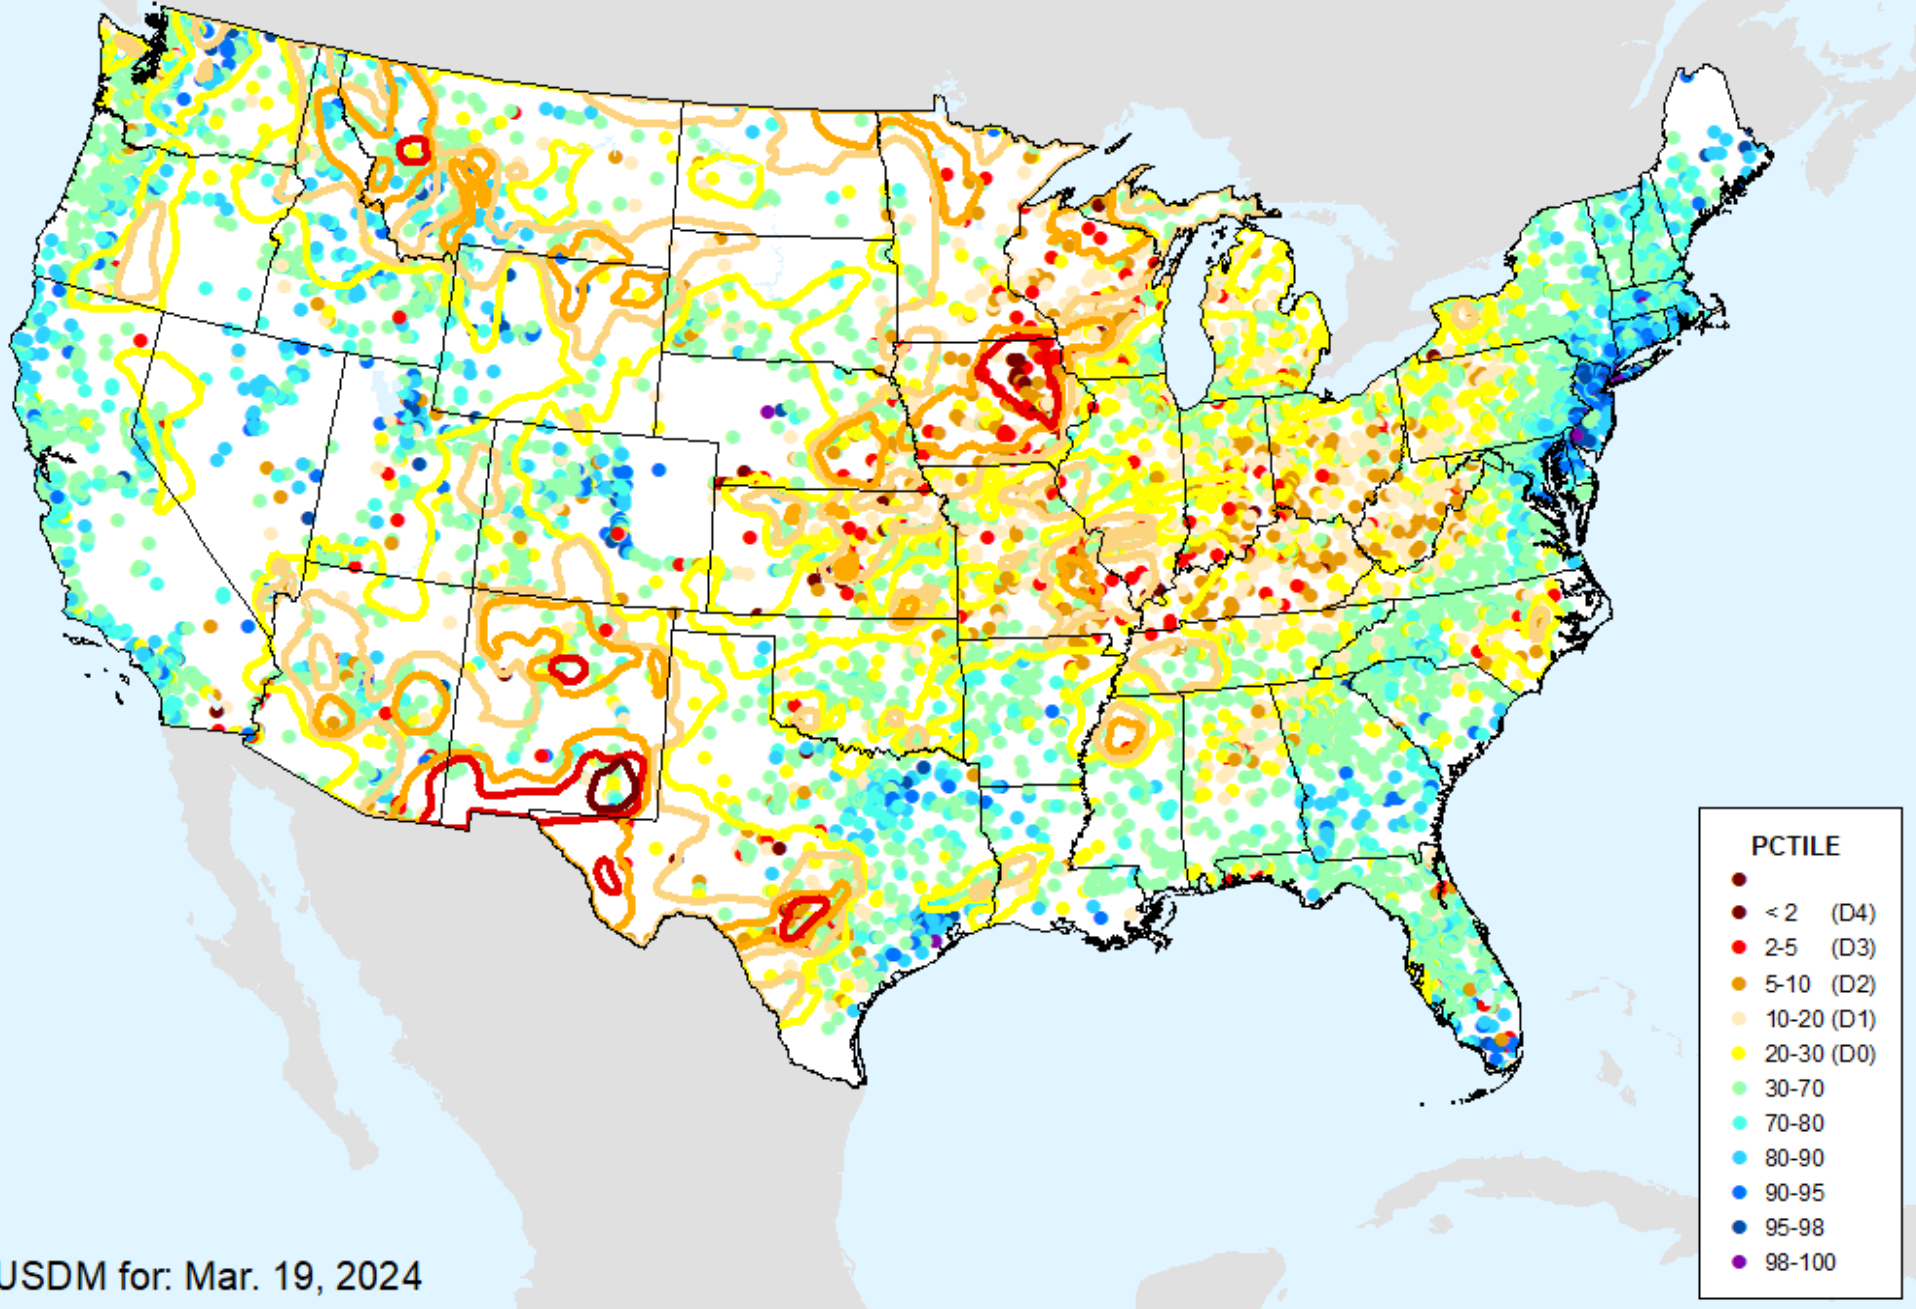 PCTILE
< 2 (D4)
2-5 (D3)
5-10 (D2)
10-20 (D1)
20-30 (D0)
30-70
70-80
80-90
90-95
95-98
98-100
USDM for: Mar. 19, 2024